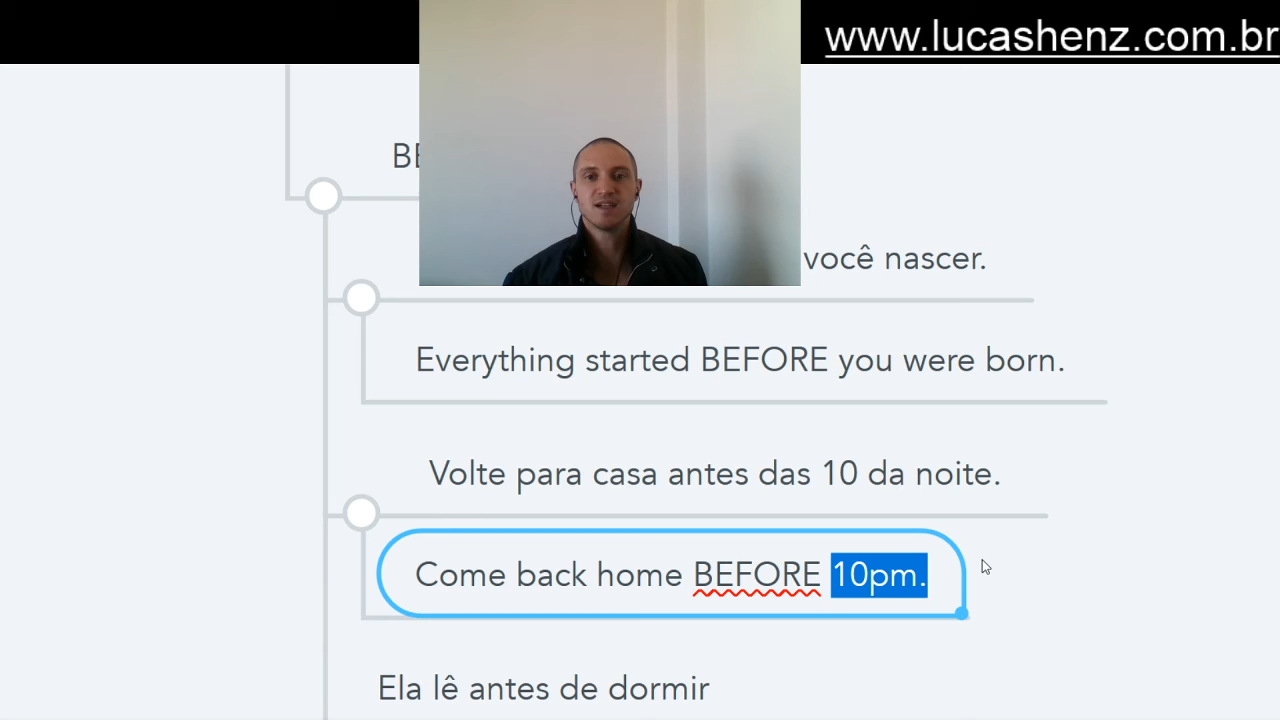 www.lucashenz.com.br
você nascer.
Everything started BEFORE you were born.
Volte para casa antes das 10 da noite.
Come back home BEFORE 10pm.
Ela lê antes de dormir